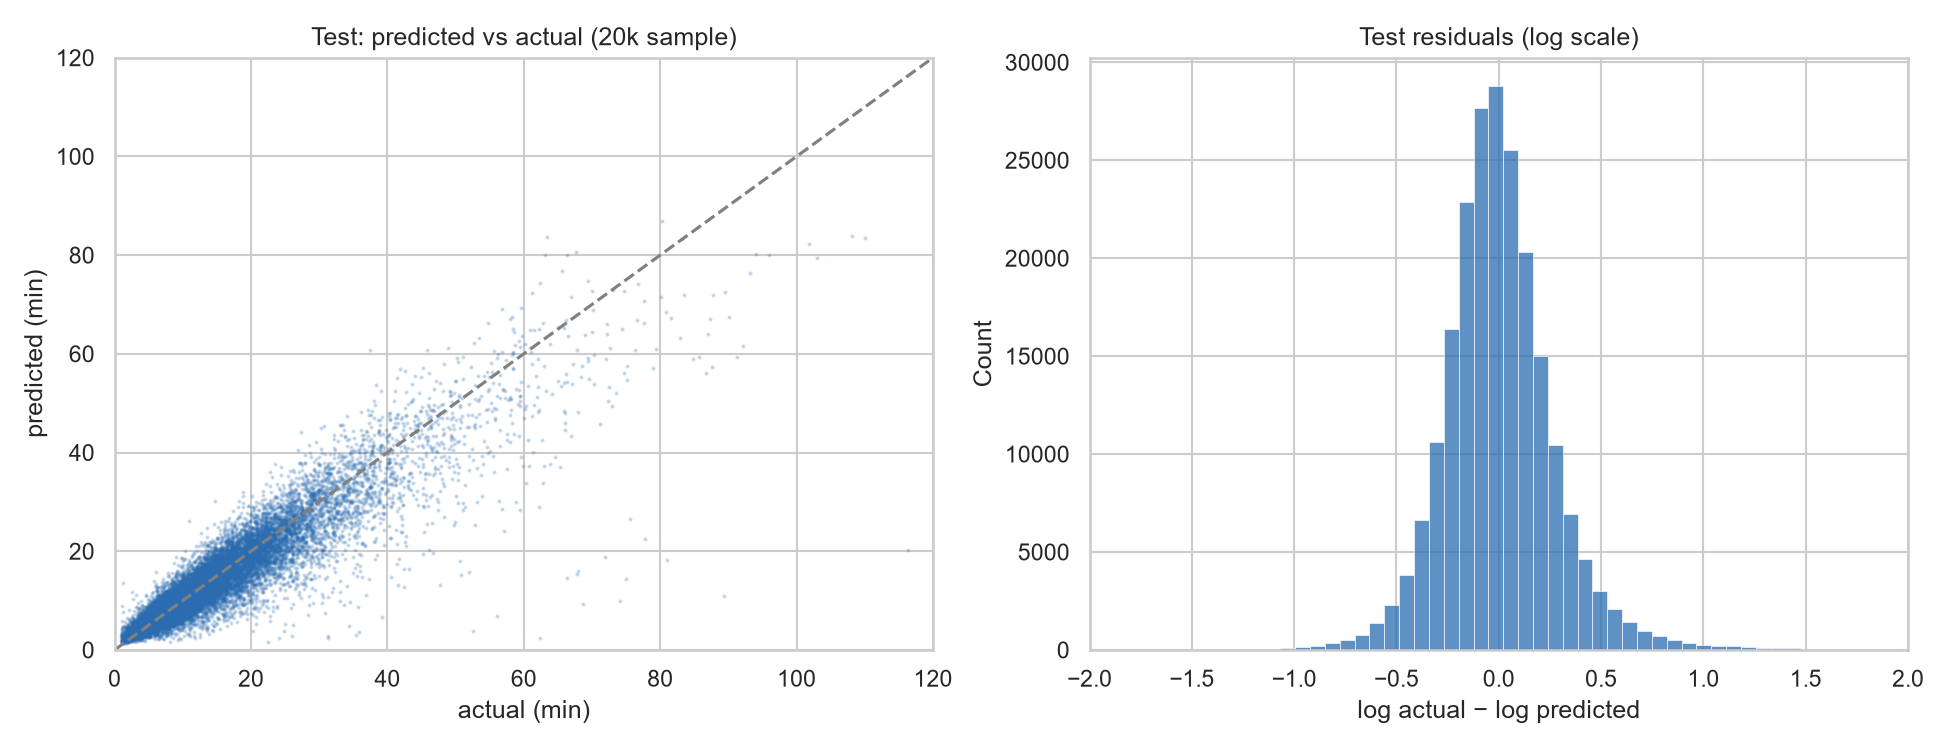 Test: predicted vs actual (20k sample)
120
100
80
60
40
20
0
predicted (min)
0 20 40 60 80 100 120
actual (min)
Test residuals (log scale)
30000
25000
20000
15000
10000
5000
0
Count
−2.0 −1.5 −1.0 −0.5 0.0 0.5 1.0 1.5 2.0
log actual − log predicted